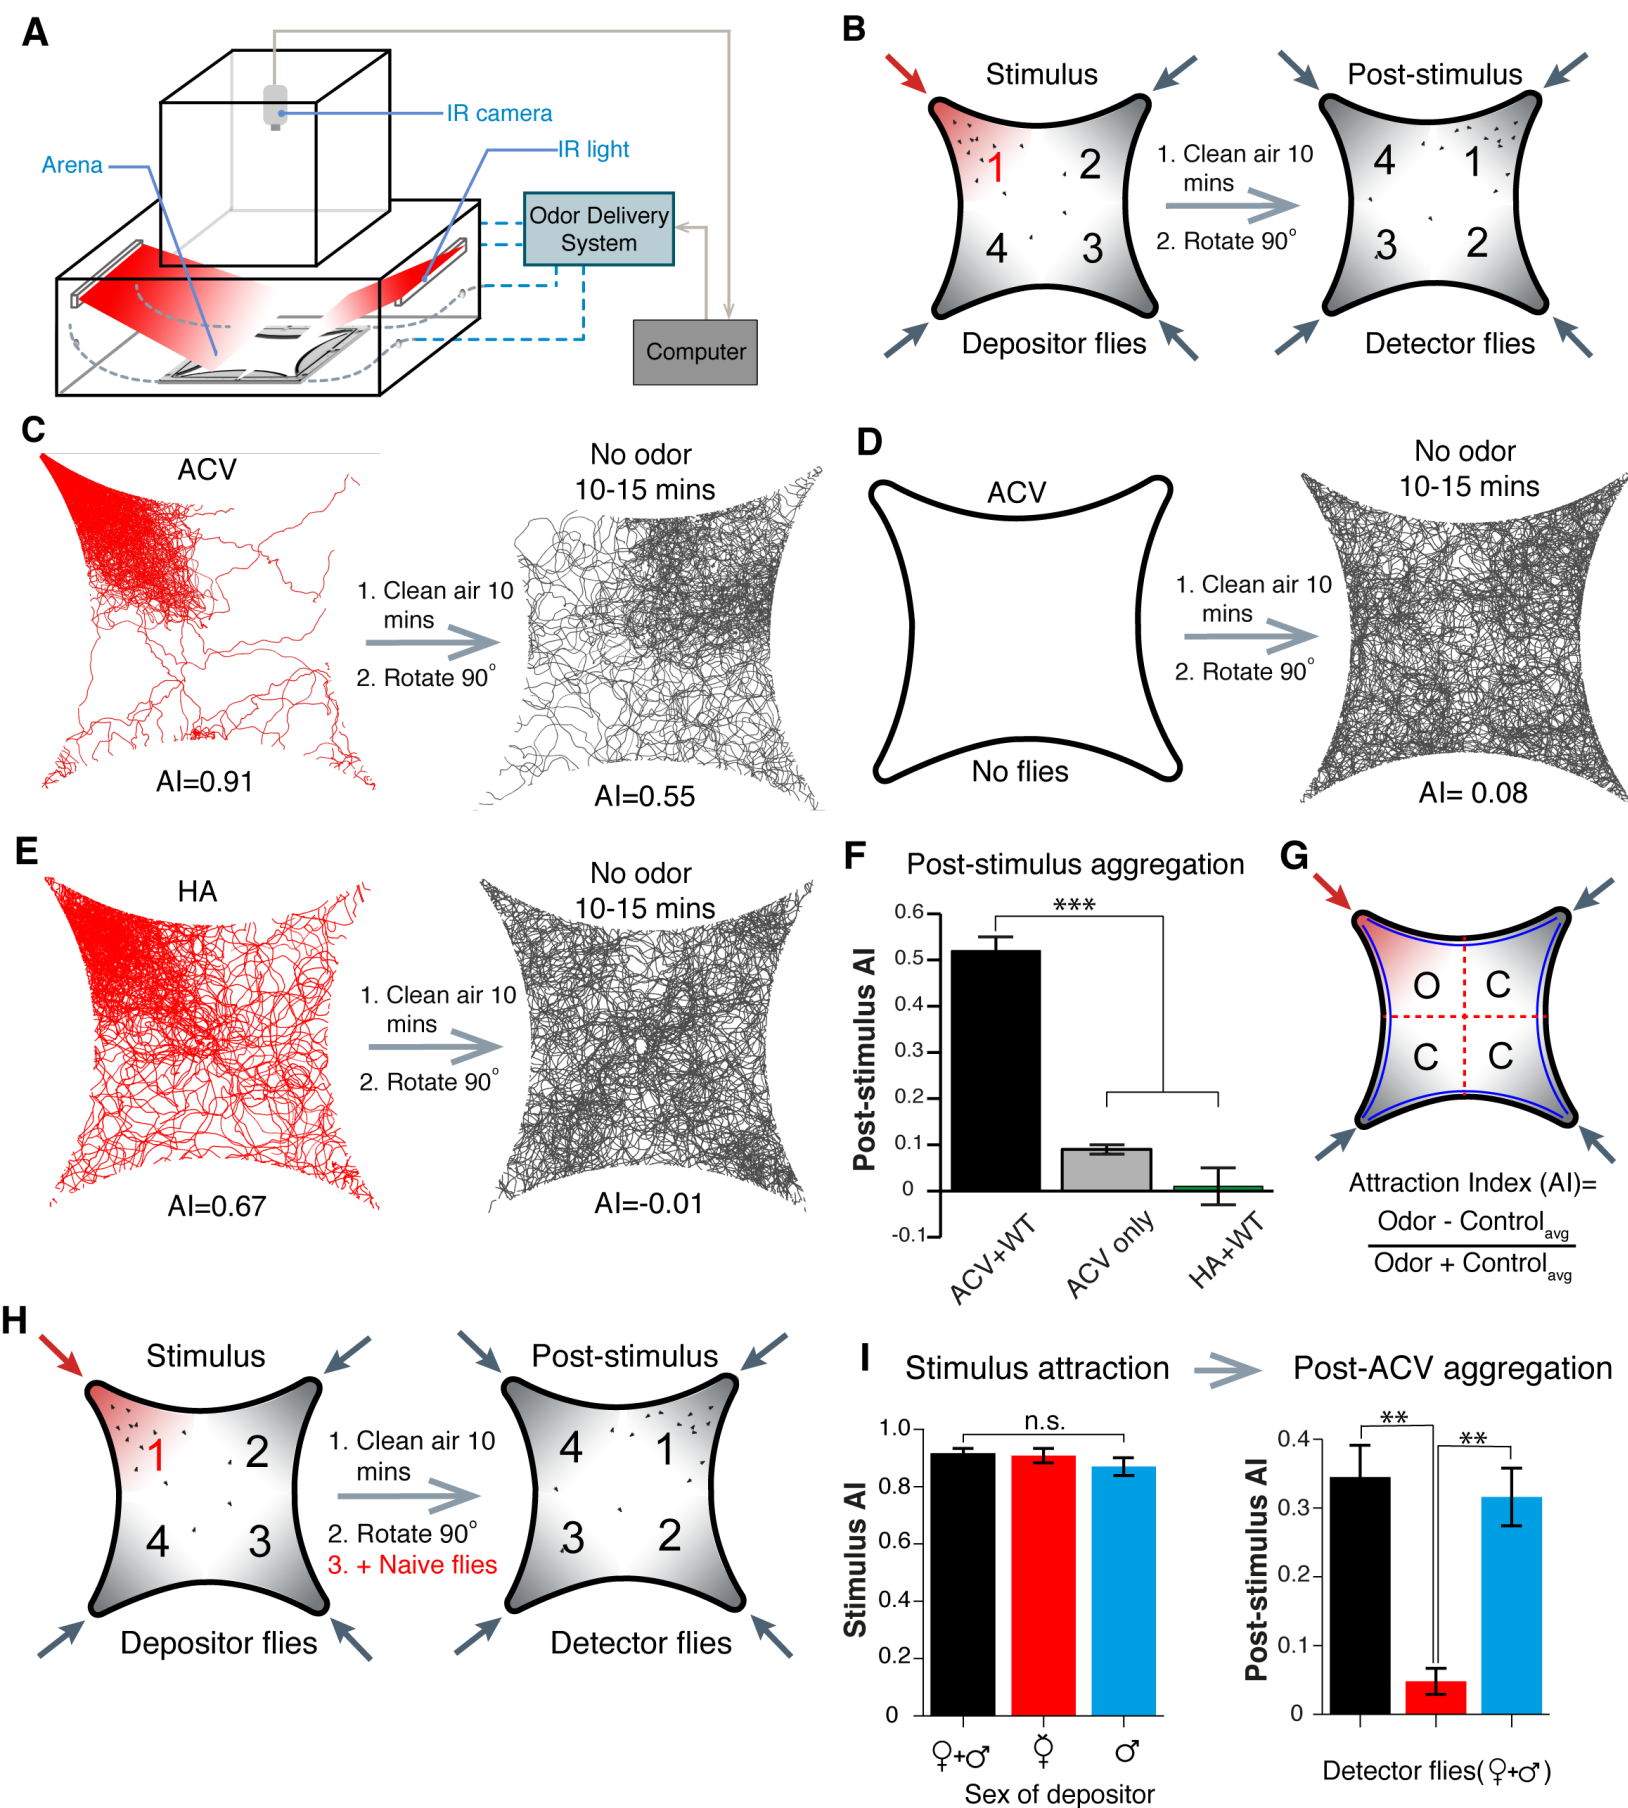 A
IR camera
IR light
Arena
Odor Delivery
System
Computer
B
Stimulus
Post-stimulus
1
2
4
3
1. Clean air 10
mins
2. Rotate 90°
4
1
3
2
Depositor flies
Detector flies
C
ACV
No odor
10-15 mins
1. Clean air 10
mins
2. Rotate 90°
AI=0.91
AI=0.55
D
ACV
No odor
10-15 mins
1. Clean air 10
mins
2. Rotate 90°
No flies
AI= 0.08
E
HA
No odor
10-15 mins
1. Clean air 10
mins
2. Rotate 90°
AI=0.67
AI=-0.01
F
Post-stimulus aggregation
***
Post-stimulus AI
0.6
0.5
0.4
0.3
0.2
0.1
0
-0.1
ACV+WT
ACV only
HA+WT
G
O
C
C
C
Attraction Index (AI)=
Odor - Control avg
Odor + Control avg
H
Stimulus
Post-stimulus
1
2
4
3
1. Clean air 10
mins
2. Rotate 90°
3. + Naive flies
4
1
3
2
Depositor flies
Detector flies
I
Stimulus attraction
Post-ACV aggregation
n.s.
Stimulus AI
1.0
0.8
0.6
0.4
0.2
0
♀+♂
☿
♂
Sex of depositor
**
**
Post-stimulus AI
0.4
0.3
0.2
0.1
0
Detector flies(♀+♂)